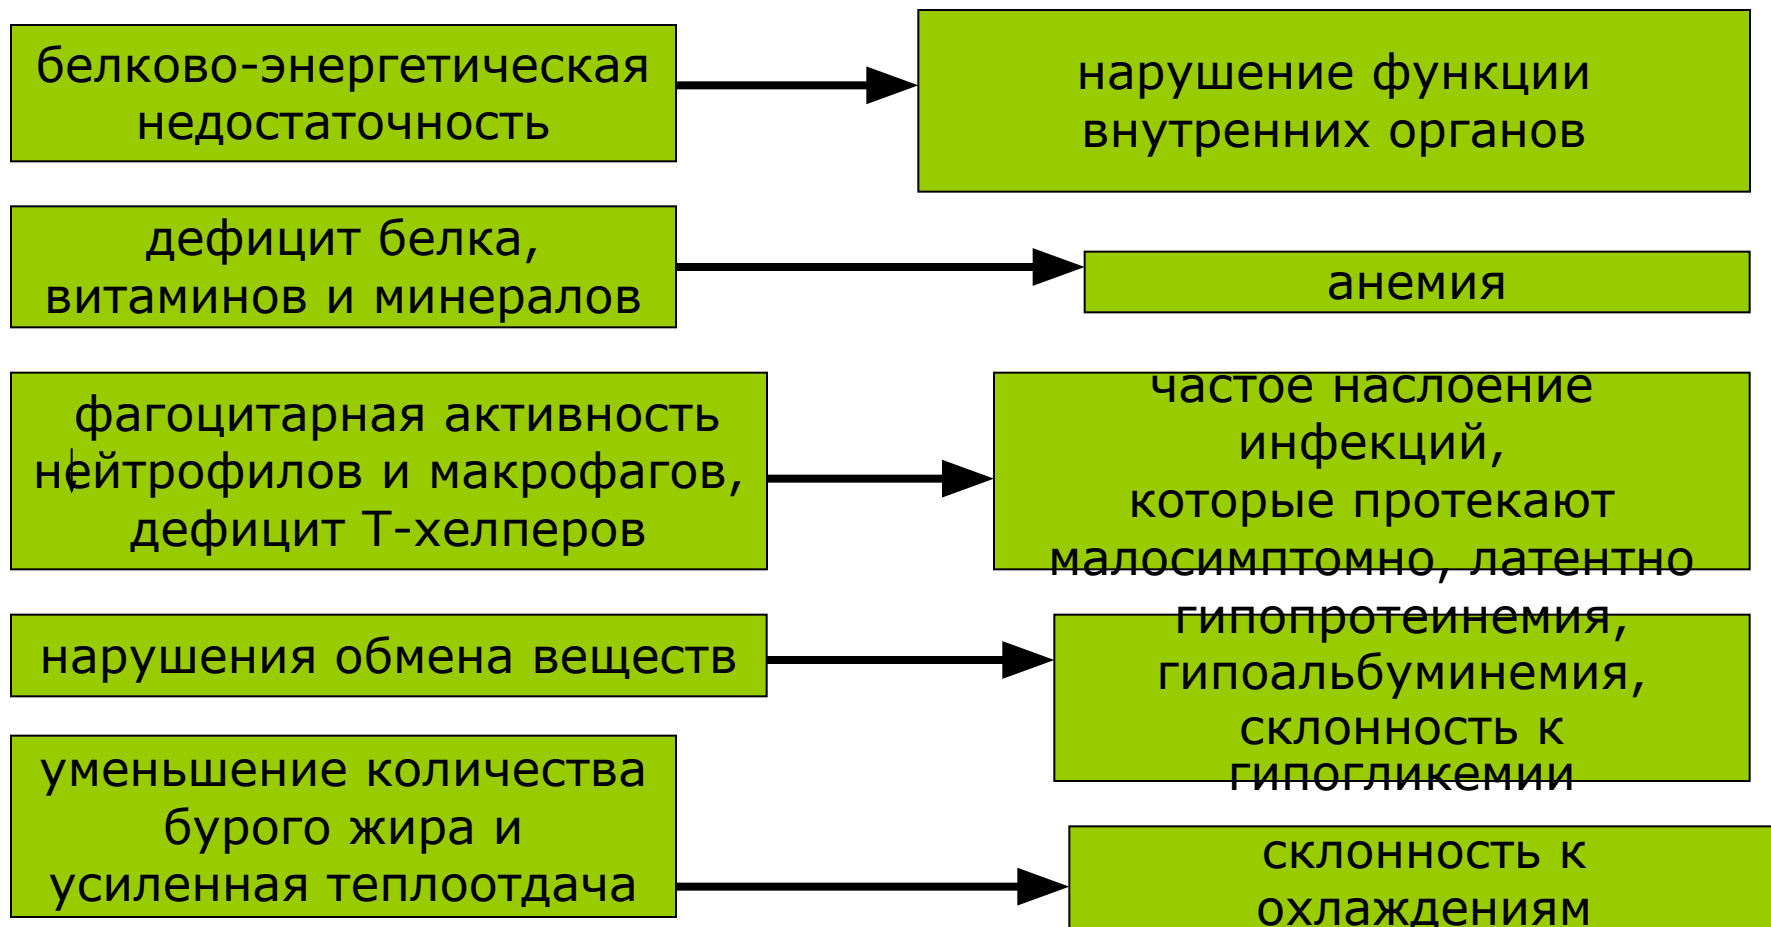 белково-энергетическая
недостаточность
нарушение функции
внутренних органов
дефицит белка,
витаминов и минералов
анемия
фагоцитарная активность
нейтрофилов и макрофагов,
дефицит Т-хелперов
частое наслоение
инфекций,
которые протекают
малосимптомно, латентно
нарушения обмена веществ
гипопротеинемия,
гипоальбуминемия,
склонность к
гипогликемии
уменьшение количества
бурого жира и
усиленная теплоотдача
склонность к
охлаждениям